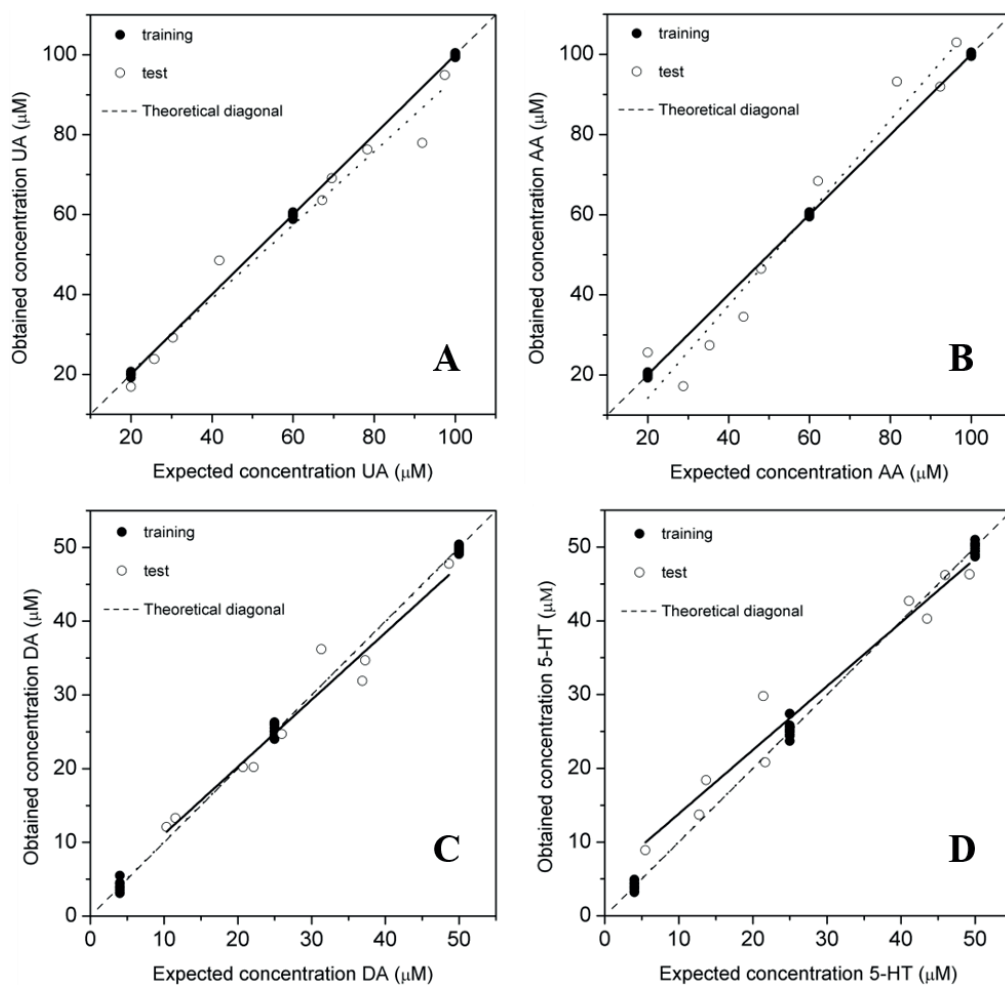 training
test
Theoretical diagonal
A
Obtained concentration UA (μM)
100
80
60
40
20
20 40 60 80 100
Expected concentration UA (μM)
training
test
Theoretical diagonal
B
Obtained concentration AA (μM)
100
80
60
40
20
20 40 60 80 100
Expected concentration AA (μM)
training
test
Theoretical diagonal
C
Obtained concentration DA (μM)
50
40
30
20
10
0
0 10 20 30 40 50
Expected concentration DA (μM)
training
test
Theoretical diagonal
D
Obtained concentration 5-HT (μM)
50
40
30
20
10
0
0 10 20 30 40 50
Expected concentration 5-HT (μM)